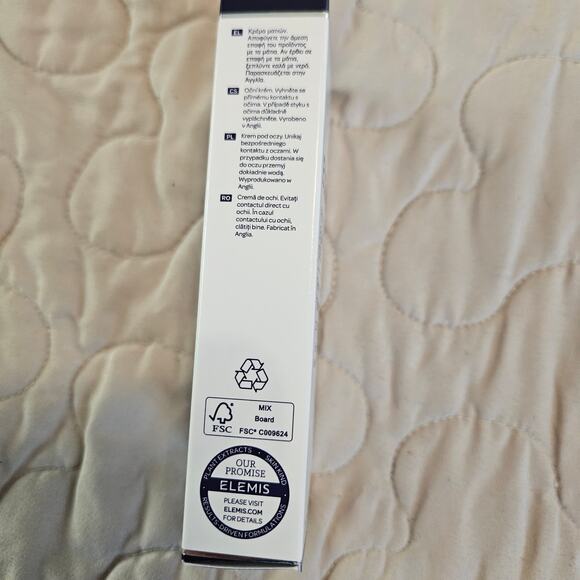 EL Κρέμα ματιών.
Αποφύγετε την άμεση
επαφή του προϊόντος
με τα μάτια. Αν έρθει σε
επαφή με τα μάτια,
ξεπλύντε καλά με νερό.
Παρασκευάζεται στην
Αγγλία.
CS Oční krém. Vyhněte se
přímému kontaktu s
očima. V případě styku s
očima důkladně
vypláchněte. Vyrobeno
v Anglii.
PL Krem pod oczy. Unikaj
bezpośredniego
kontaktu z oczami. W
przypadku dostania się
do oczu przemyj
dokładnie wodą.
Wyprodukowano w
Anglii.
RO Cremă de ochi. Evitați
contactul direct cu
ochii. În cazul
contactului cu ochii,
clătiți bine. Fabricat în
Anglia.
FSC
MIX
Board
FSC® C009624
PLANT EXTRACTS • SKIN KIND
OUR
PROMISE
ELEMIS
PLEASE VISIT
ELEMIS.COM
FOR DETAILS
RESULTS-DRIVEN FORMULATIONS